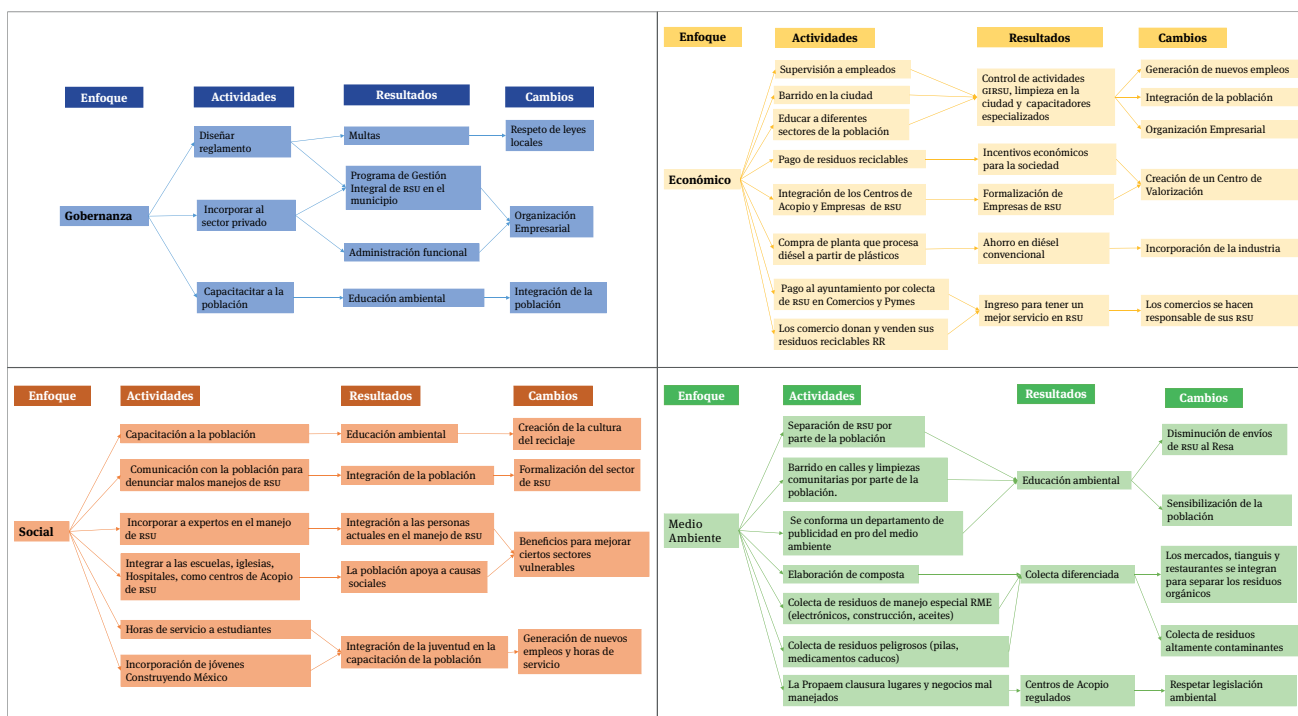 Enfoque
Actividades
Resultados
Cambios
Gobernanza
Diseñar
reglamento
Incorporar al
sector privado
Capacitacitar a la
población
Multas
Programa de Gestión
Integral de RSU en el
municipio
Administración funcional
Educación ambiental
Respeto de leyes
locales
Organización
Empresarial
Integración de la
población
Enfoque
Actividades
Resultados
Cambios
Económico
Supervisión a empleados
Barrido en la ciudad
Educar a diferentes
sectores de la población
Pago de residuos reciclables
Integración de los Centros de
Acopio y Empresas de RSU
Compra de planta que procesa
diésel a partir de plásticos
Pago al ayuntamiento por colecta
de RSU en Comercios y Pymes
Los comercio donan y venden sus
residuos reciclables RR
Control de actividades
GIRSU, limpieza en la
ciudad y capacitadores
especializados
Incentivos económicos
para la sociedad
Formalización de
Empresas de RSU
Ahorro en diésel
convencional
Ingreso para tener un
mejor servicio en RSU
Generación de nuevos empleos
Integración de la población
Organización Empresarial
Creación de un Centro de
Valorización
Incorporación de la industria
Los comercios se hacen
responsable de sus RSU
Enfoque
Actividades
Resultados
Cambios
Social
Capacitación a la población
Comunicación con la población para
denunciar malos manejos de RSU
Incorporar a expertos en el manejo
de RSU
Integrar a las escuelas, iglesias,
Hospitales, como centros de Acopio
de RSU
Horas de servicio a estudiantes
Incorporación de jóvenes
Construyendo México
Educación ambiental
Integración de la población
Integración a las personas
actuales en el manejo de RSU
La población apoya a causas
sociales
Integración de la juventud en la
capacitación de la población
Creación de la cultura
del reciclaje
Formalización del sector
de RSU
Beneficios para mejorar
ciertos sectores
vulnerables
Generación de nuevos
empleos y horas de
servicio
Enfoque
Actividades
Resultados
Cambios
Medio
Ambiente
Separación de RSU por
parte de la población
Barrido en calles y limpiezas
comunitarias por parte de la
población.
Se conforma un departamento de
publicidad en pro del medio
ambiente
Elaboración de composta
Colecta de residuos de manejo especial RME
(electrónicos, construcción, aceites)
Colecta de residuos peligrosos (pilas,
medicamentos caducos)
La Propaem clausura lugares y negocios mal
manejados
Educación ambiental
Colecta diferenciada
Centros de Acopio
regulados
Disminución de envíos
de RSU al Resa
Sensibilización de la
población
Los mercados, tianguis y
restaurantes se integran
para separar los residuos
orgánicos
Colecta de residuos
altamente contaminantes
Respetar legislación
ambiental